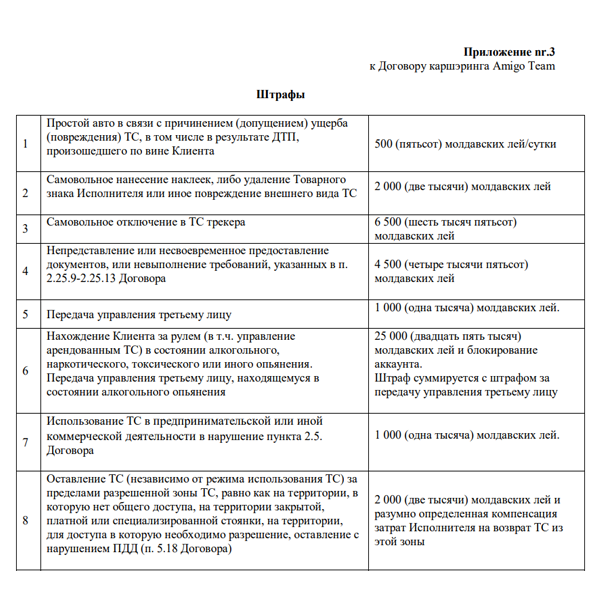 Приложение nr.3
к Договору каршэринга Amigo Team
Штрафы
1
Простой авто в связи с причинением (допущением) ущерба
(повреждения) ТС, в том числе в результате ДТП,
произошедшего по вине Клиента
500 (пятьсот) молдавских лей/сутки
2
Самовольное нанесение наклеек, либо удаление Товарного
знака Исполнителя или иное повреждение внешнего вида ТС
2 000 (две тысячи) молдавских лей
3
Самовольное отключение в ТС трекера
6 500 (шесть тысяч пятьсот)
молдавских лей
4
Непредставление или несвоевременное предоставление
документов, или невыполнение требований, указанных в п.
2.25.9-2.25.13 Договора
4 500 (четыре тысячи пятьсот)
молдавских лей
5
Передача управления третьему лицу
1 000 (одна тысяча) молдавских лей.
6
Нахождение Клиента за рулем (в т.ч. управление
арендованным ТС) в состоянии алкогольного,
наркотического, токсического или иного опьянения.
Передача управления третьему лицу, находящемуся в
состоянии алкогольного опьянения
25 000 (двадцать пять тысяч)
молдавских лей и блокирование
аккаунта.
Штраф суммируется с штрафом за
передачу управления третьему лицу
7
Использование ТС в предпринимательской или иной
коммерческой деятельности в нарушение пункта 2.5.
Договора
1 000 (одна тысяча) молдавских лей.
8
Оставление ТС (независимо от режима использования ТС) за
пределами разрешенной зоны ТС, равно как на территории, в
которую нет общего доступа, на территории закрытой,
платной или специализированной стоянки, на территории,
для доступа в которую необходимо разрешение, оставление с
нарушением ПДД (п. 5.18 Договора)
2 000 (две тысячи) молдавских лей и
разумно определенная компенсация
затрат Исполнителя на возврат ТС из
этой зоны